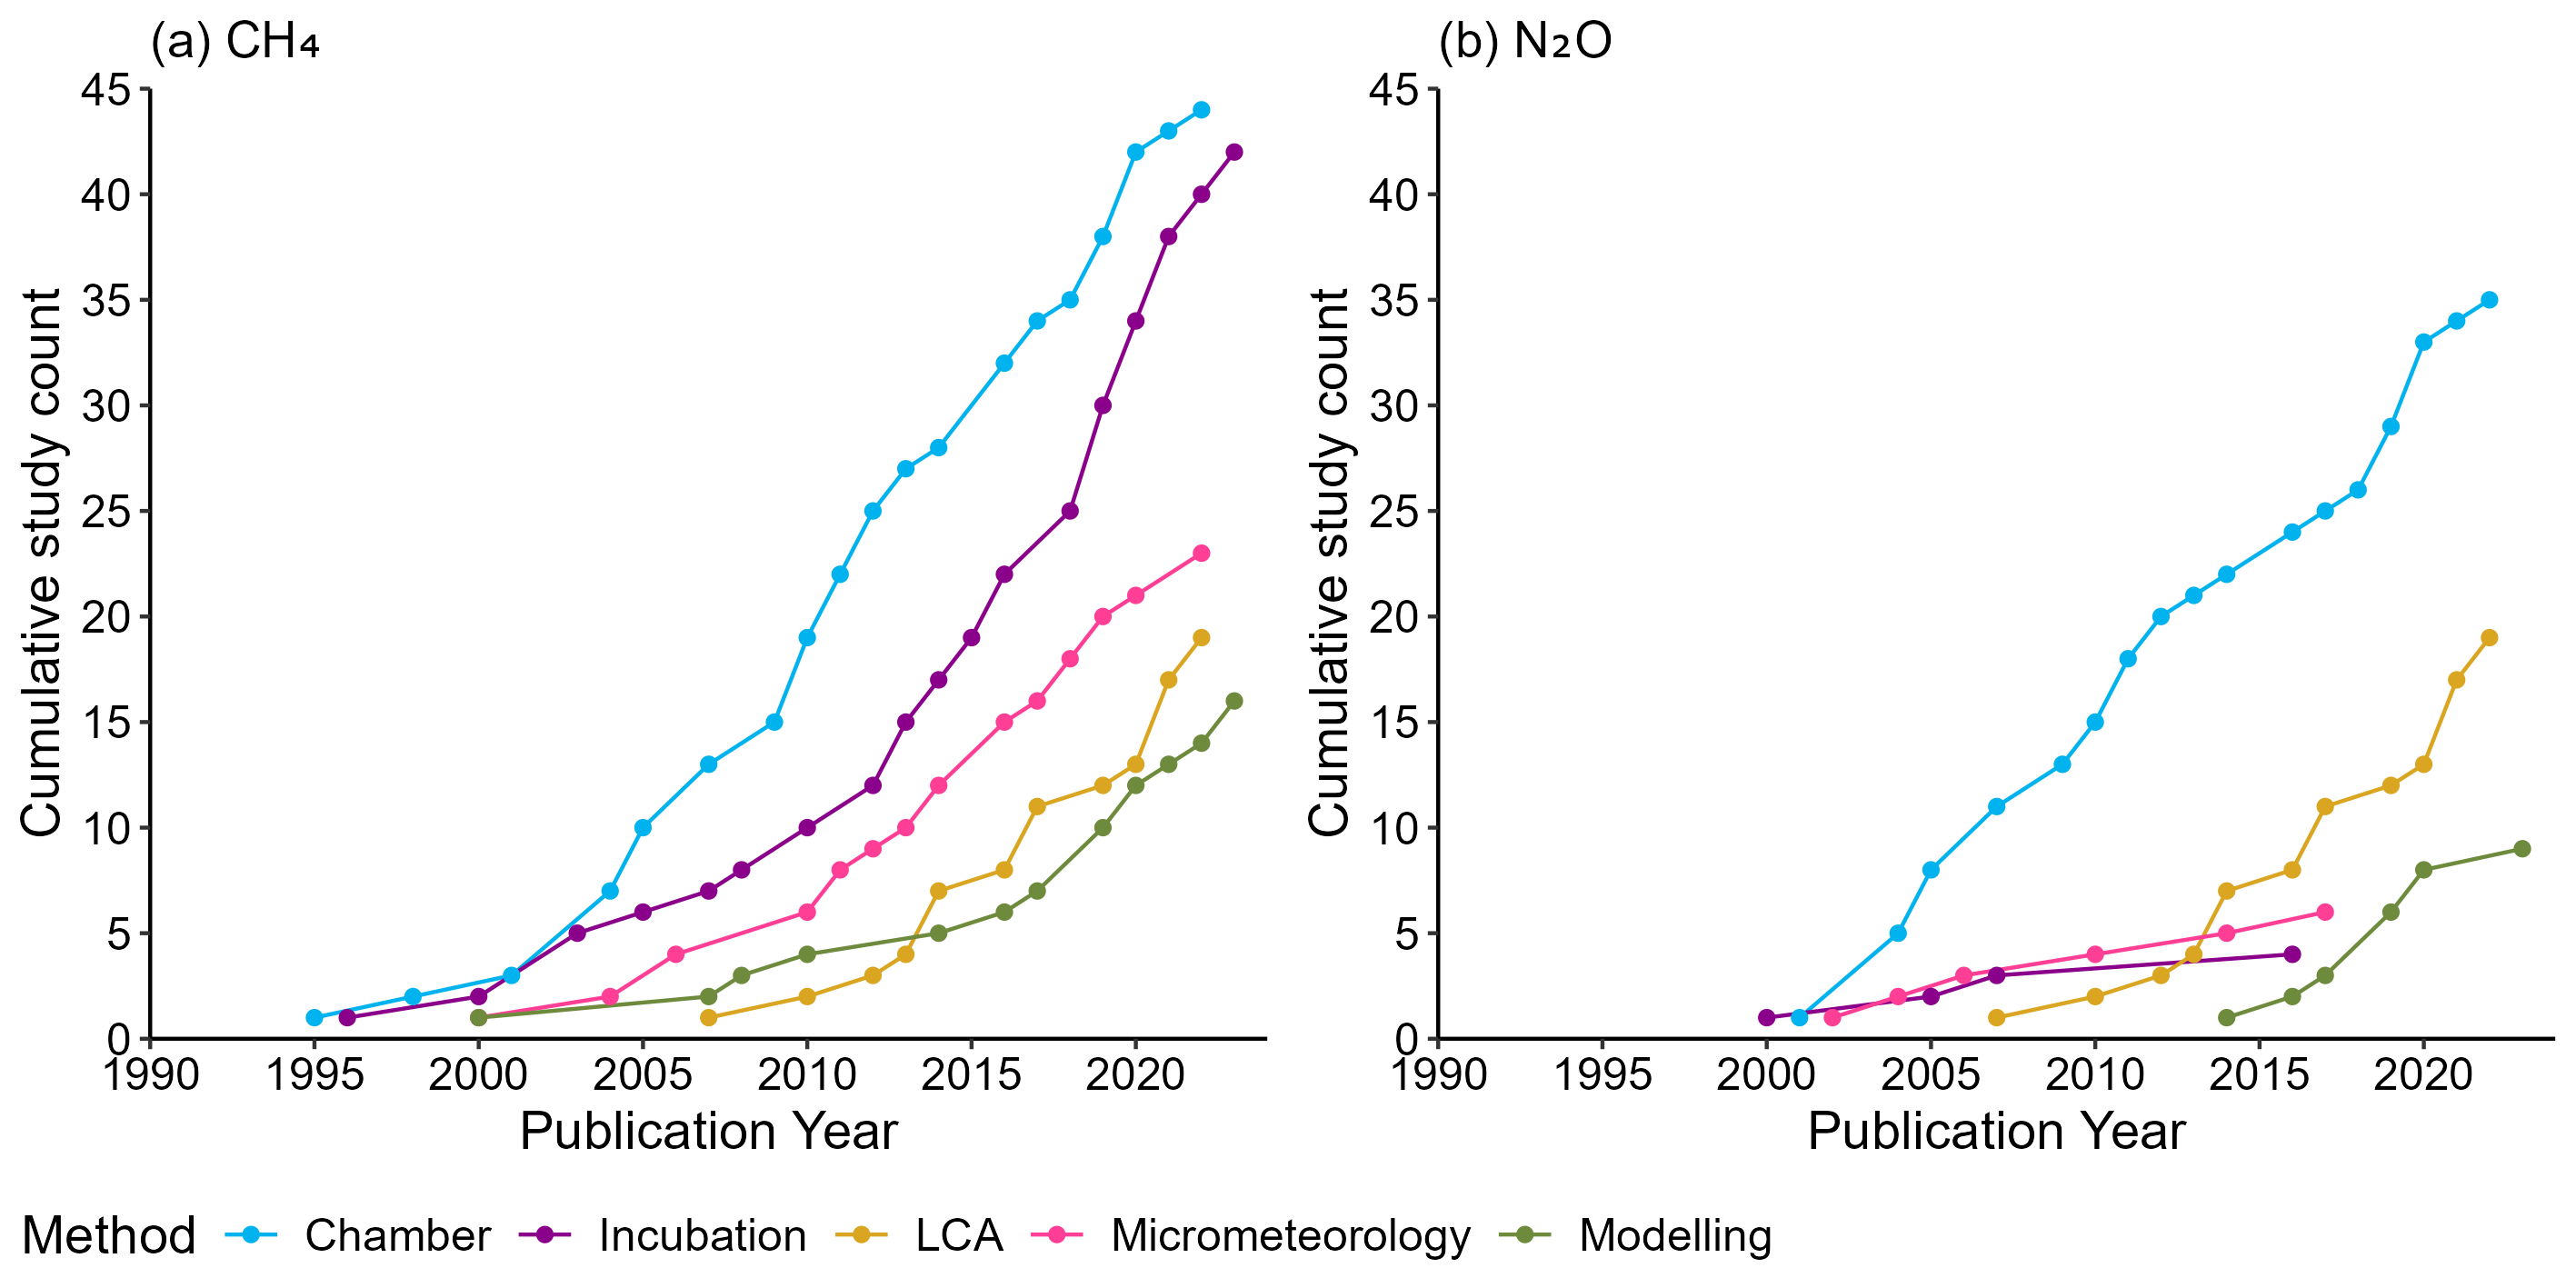 (a) CH₄
Cumulative study count
45
40
35
30
25
20
15
10
5
0
1990 1995 2000 2005 2010 2015 2020
Publication Year
(b) N₂O
Cumulative study count
45
40
35
30
25
20
15
10
5
0
1990 1995 2000 2005 2010 2015 2020
Publication Year
Method Chamber Incubation LCA Micrometeorology Modelling